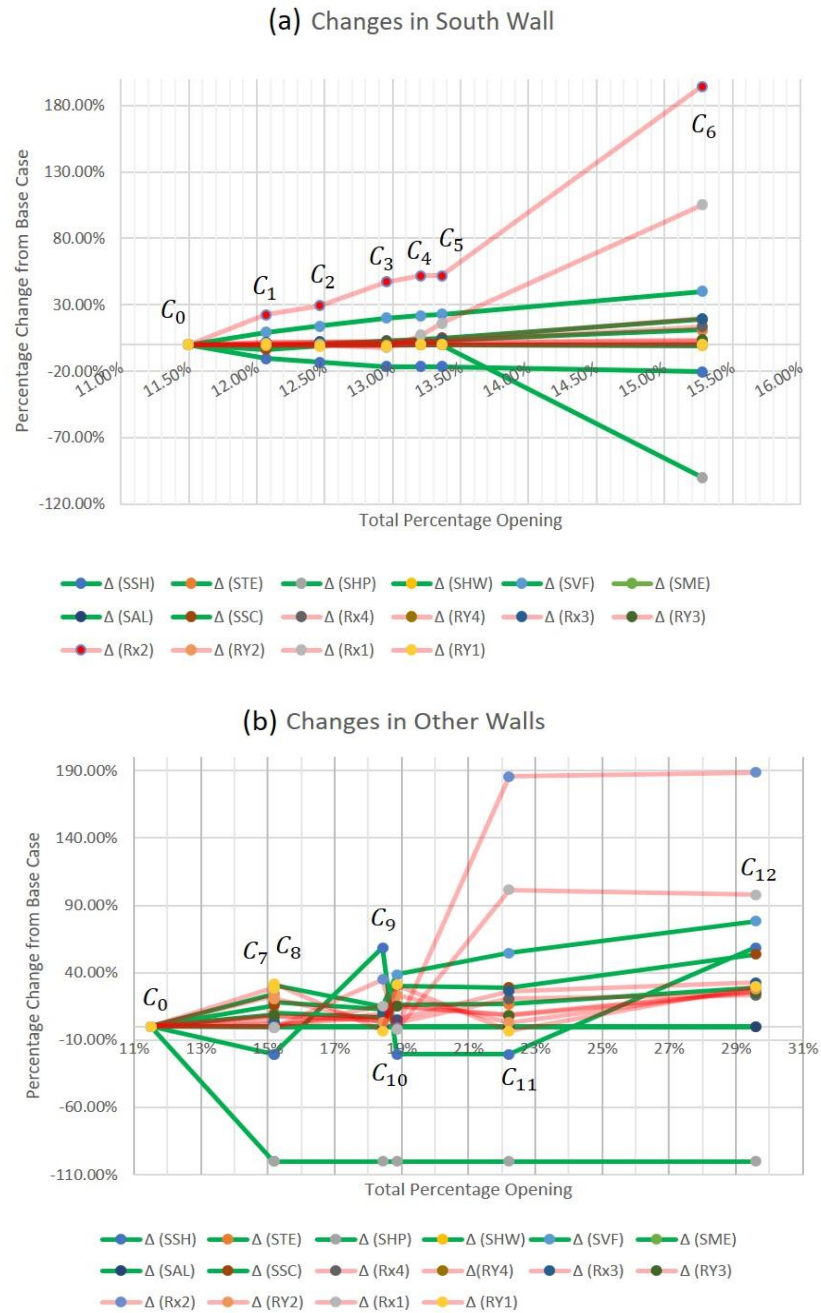 (a) Changes in South Wall
Percentage Change from Base Case
180.00%
130.00%
80.00%
30.00%
-20.00%
-70.00%
-120.00%
C₀
C₁
C₂
C₃
C₄
C₅
C₆
11.00%
11.50%
12.00%
12.50%
13.00%
13.50%
14.00%
14.50%
15.00%
15.50%
16.00%
Total Percentage Opening
Δ (SSH) Δ (STE) Δ (SHP) Δ (SHW) Δ (SVF) Δ (SME)
Δ (SAL) Δ (SSC) Δ (Rx4) Δ (RY4) Δ (Rx3) Δ (RY3)
Δ (Rx2) Δ (RY2) Δ (Rx1) Δ (RY1)
(b) Changes in Other Walls
Percentage Change from Base Case
190.00%
140.00%
90.00%
40.00%
-10.00%
-60.00%
-110.00%
C₀
C₇
C₈
C₉
C₁₀
C₁₁
C₁₂
11%
13%
15%
17%
19%
21%
23%
25%
27%
29%
31%
Total Percentage Opening
Δ (SSH) Δ (STE) Δ (SHP) Δ (SHW) Δ (SVF) Δ (SME)
Δ (SAL) Δ (SSC) Δ (Rx4) Δ(RY4) Δ (Rx3) Δ (RY3)
Δ (Rx2) Δ (RY2) Δ (Rx1) Δ (RY1)